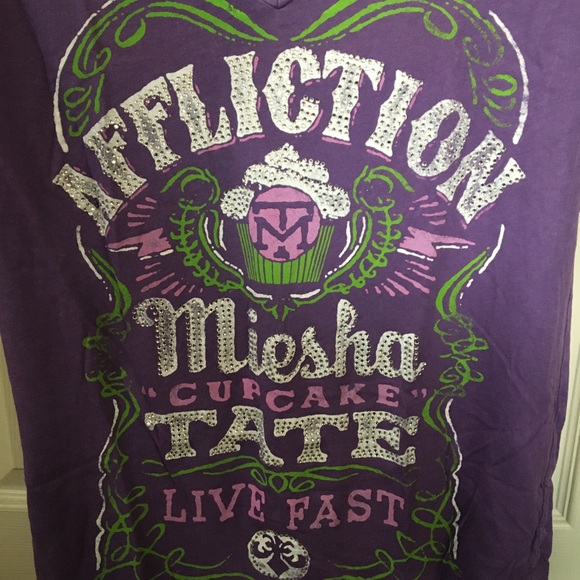 AFFLICTION
TM
Miesha
"CUPCAKE"
TATE
LIVE FAST